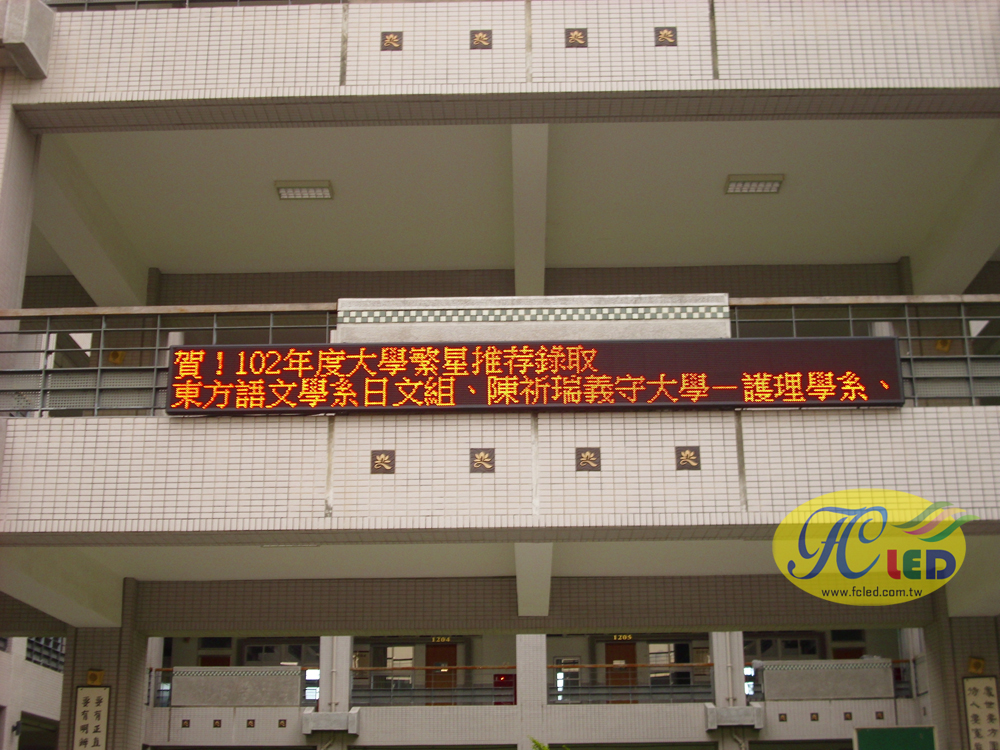 賀！102年度大學繁星推荐錄取
東方語文學系日文組、陳祈瑞義守大學－護理學系、
FC LED
www.fcled.com.tw
1204
1205